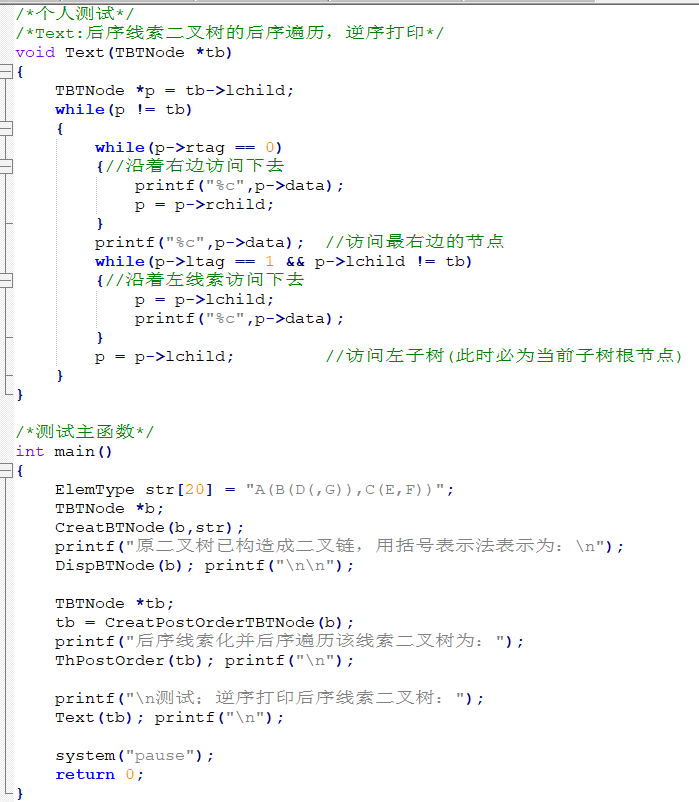 /*个人测试*/
/*Text:后序线索二叉树的后序遍历，逆序打印*/
void Text(TBTNode *tb)
{
    TBTNode *p = tb->lchild;
    while(p != tb)
    {
        while(p->rtag == 0)
        {//沿着右边访问下去
            printf("%c",p->data);
            p = p->rchild;
        }
        printf("%c",p->data);  //访问最右边的节点
        while(p->ltag == 1 && p->lchild != tb)
        {//沿着左线索访问下去
            p = p->lchild;
            printf("%c",p->data);
        }
        p = p->lchild;         //访问左子树(此时必为当前子树根节点)
    }
}
/*测试主函数*/
int main()
{
    ElemType str[20] = "A(B(D(,G)),C(E,F))";
    TBTNode *b;
    CreatBTNode(b,str);
    printf("原二叉树已构造成二叉链，用括号表示法表示为：\n");
    DispBTNode(b); printf("\n\n");
    TBTNode *tb;
    tb = CreatPostOrderTBTNode(b);
    printf("后序线索化并后序遍历该线索二叉树为：");
    ThPostOrder(tb); printf("\n");
    printf("\n测试；逆序打印后序线索二叉树：");
    Text(tb); printf("\n");
    system("pause");
    return 0;
}